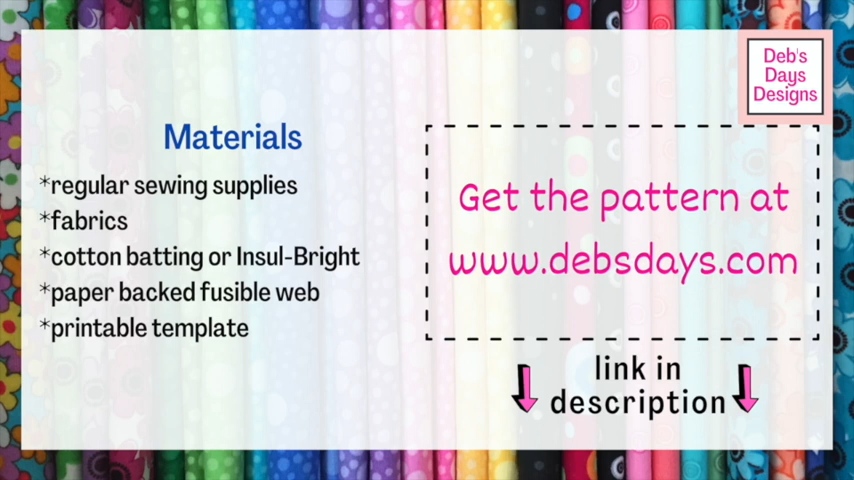 Deb's
Days
Designs
Materials
*regular sewing supplies
*fabrics
*cotton batting or Insul-Bright
*paper backed fusible web
*printable template
Get the pattern at
www.debsdays.com
link in
description